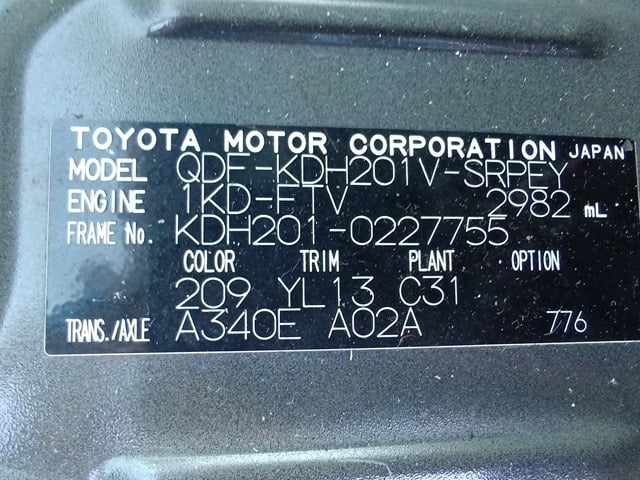 TOYOTA MOTOR CORPORATION JAPAN
MODEL QDF-KDH201V-SRPEY
ENGINE 1KD-FTV 2982 mL
FRAME No. KDH201-0227755
COLOR TRIM PLANT OPTION
209 YL13 C31
TRANS./AXLE A340E A02A 776